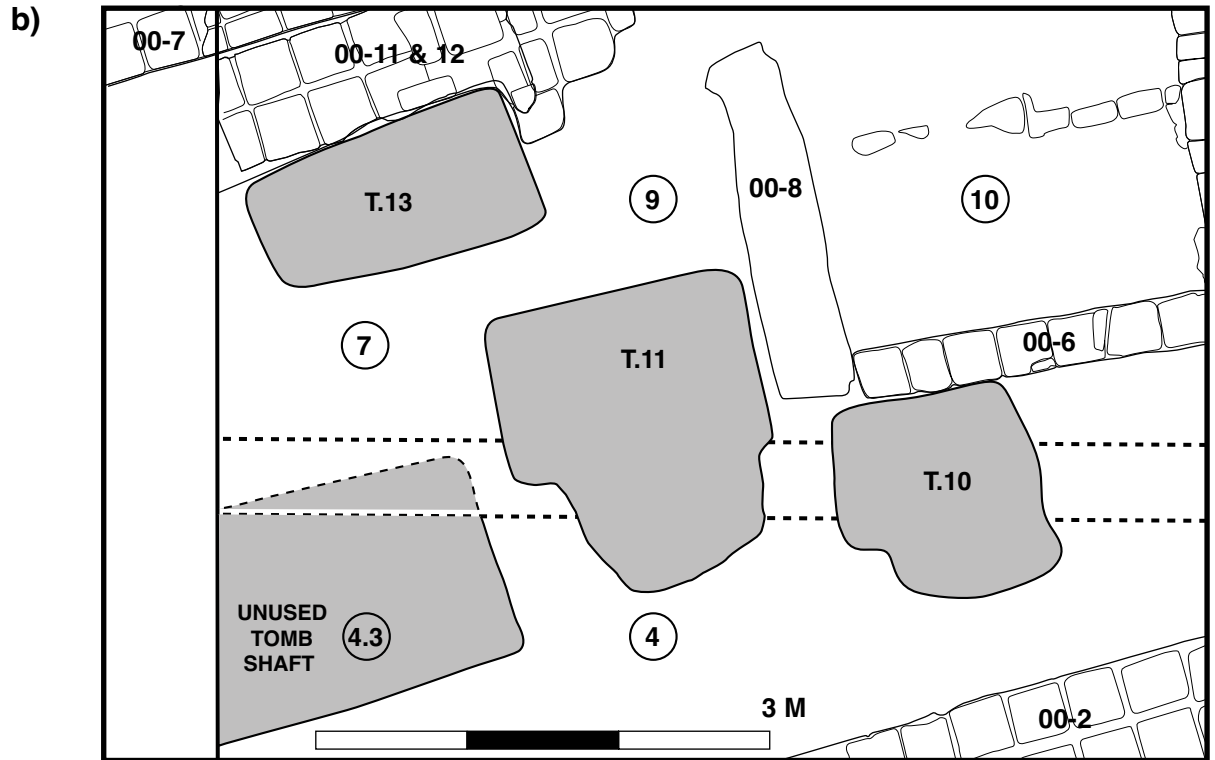 b)
00-7
00-11 & 12
T.13
9
00-8
10
7
T.11
00-6
T.10
UNUSED
TOMB
SHAFT
4.3
4
3 M
00-2